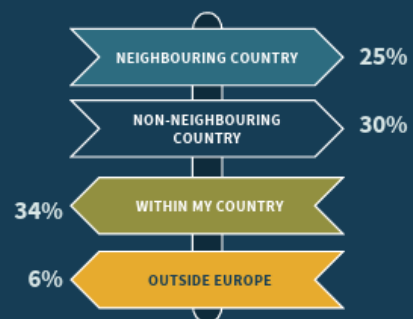 NEIGHBOURING COUNTRY 25%
NON-NEIGHBOURING
COUNTRY 30%
34% WITHIN MY COUNTRY
6% OUTSIDE EUROPE